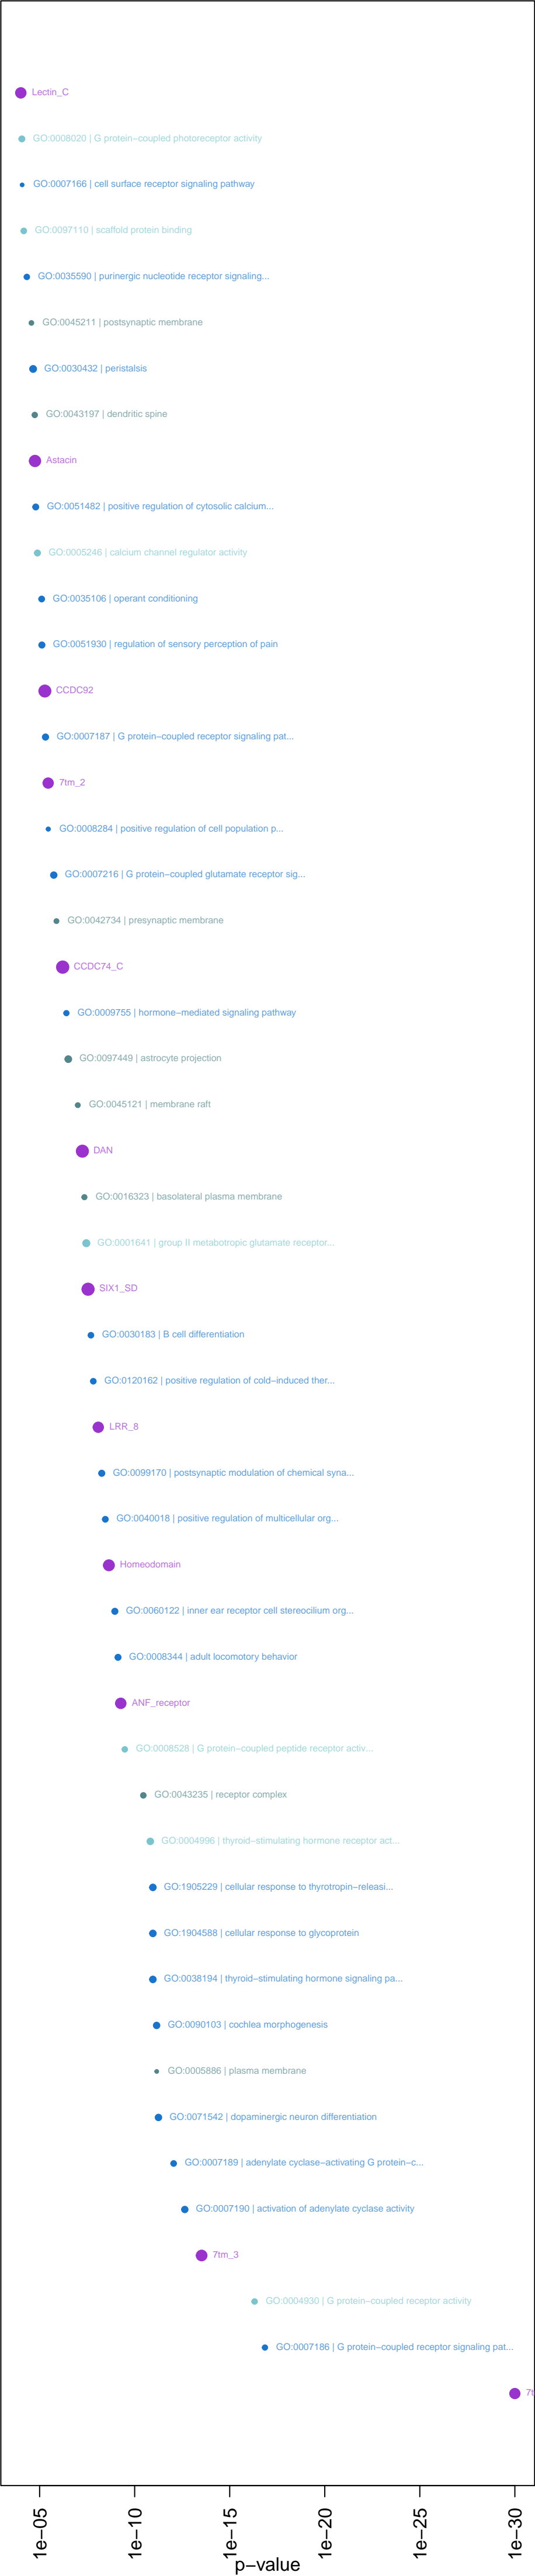 Lectin_C
GO:0008020 | G protein−coupled photoreceptor activity
GO:0007166 | cell surface receptor signaling pathway
GO:0097110 | scaffold protein binding
GO:0035590 | purinergic nucleotide receptor signaling...
GO:0045211 | postsynaptic membrane
GO:0030432 | peristalsis
GO:0043197 | dendritic spine
Astacin
GO:0051482 | positive regulation of cytosolic calcium...
GO:0005246 | calcium channel regulator activity
GO:0035106 | operant conditioning
GO:0051930 | regulation of sensory perception of pain
CCDC92
GO:0007187 | G protein−coupled receptor signaling pat...
7tm_2
GO:0008284 | positive regulation of cell population p...
GO:0007216 | G protein−coupled glutamate receptor sig...
GO:0042734 | presynaptic membrane
CCDC74_C
GO:0009755 | hormone−mediated signaling pathway
GO:0097449 | astrocyte projection
GO:0045121 | membrane raft
DAN
GO:0016323 | basolateral plasma membrane
GO:0001641 | group II metabotropic glutamate receptor...
SIX1_SD
GO:0030183 | B cell differentiation
GO:0120162 | positive regulation of cold−induced ther...
LRR_8
GO:0099170 | postsynaptic modulation of chemical syna...
GO:0040018 | positive regulation of multicellular org...
Homeodomain
GO:0060122 | inner ear receptor cell stereocilium org...
GO:0008344 | adult locomotory behavior
ANF_receptor
GO:0008528 | G protein−coupled peptide receptor activ...
GO:0043235 | receptor complex
GO:0004996 | thyroid−stimulating hormone receptor act...
GO:1905229 | cellular response to thyrotropin−releasi...
GO:1904588 | cellular response to glycoprotein
GO:0038194 | thyroid−stimulating hormone signaling pa...
GO:0090103 | cochlea morphogenesis
GO:0005886 | plasma membrane
GO:0071542 | dopaminergic neuron differentiation
GO:0007189 | adenylate cyclase−activating G protein−c...
GO:0007190 | activation of adenylate cyclase activity
7tm_3
GO:0004930 | G protein−coupled receptor activity
GO:0007186 | G protein−coupled receptor signaling pat...
1e−05
1e−10
1e−15
1e−20
1e−25
1e−30
p−value